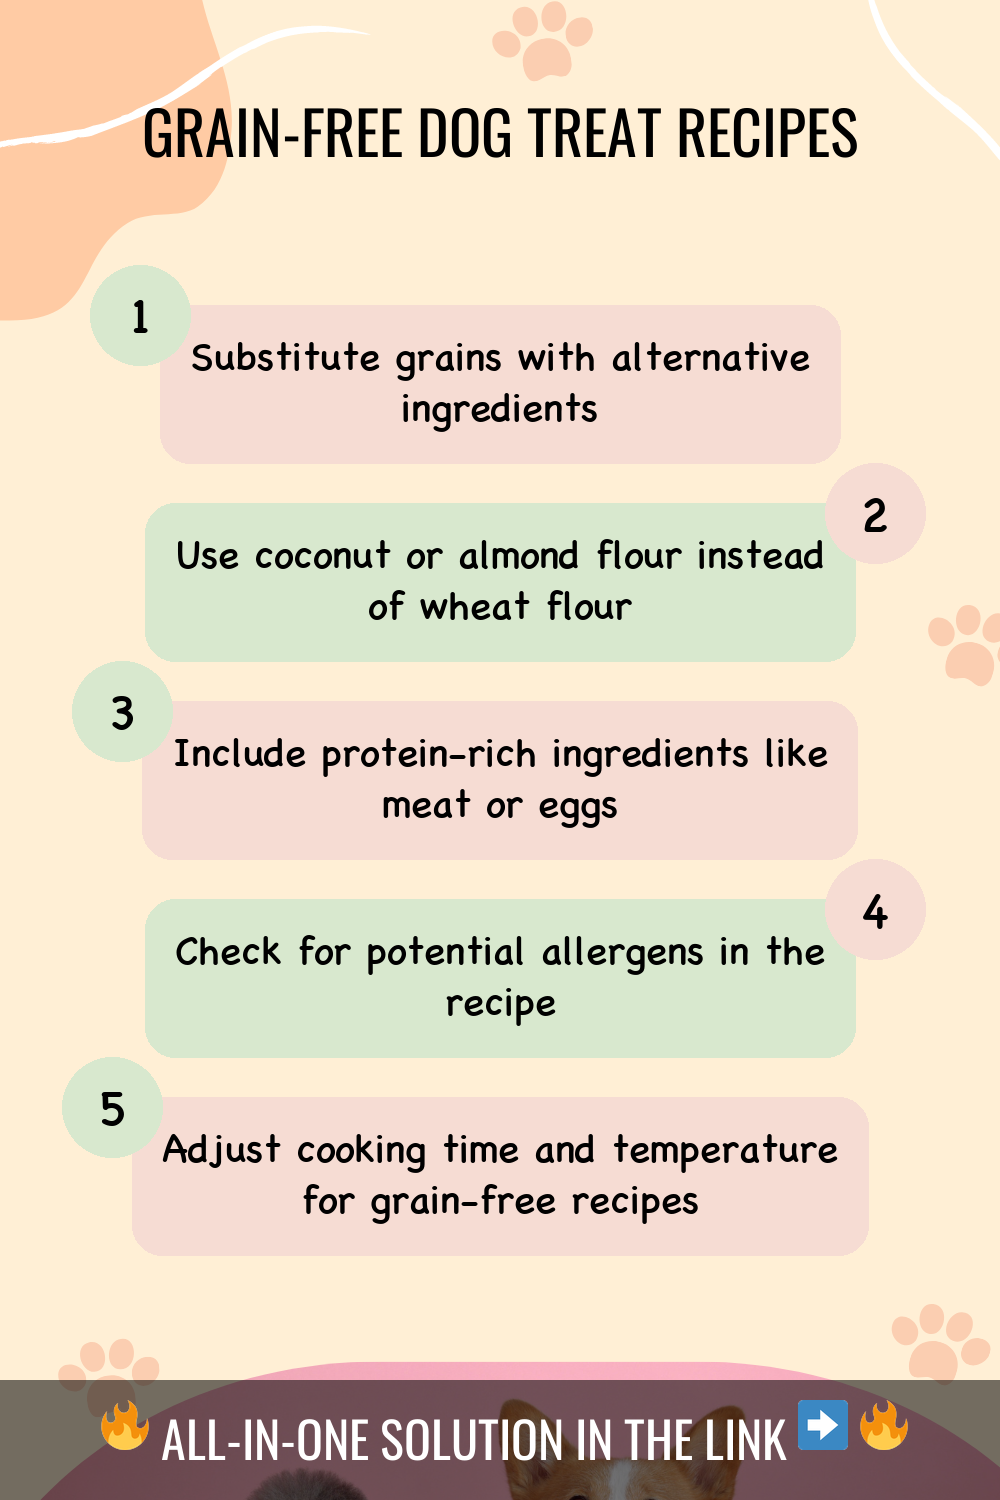 GRAIN-FREE DOG TREAT RECIPES
1
Substitute grains with alternative
ingredients
2
Use coconut or almond flour instead
of wheat flour
3
Include protein-rich ingredients like
meat or eggs
4
Check for potential allergens in the
recipe
5
Adjust cooking time and temperature
for grain-free recipes
🔥 ALL-IN-ONE SOLUTION IN THE LINK ➡️ 🔥